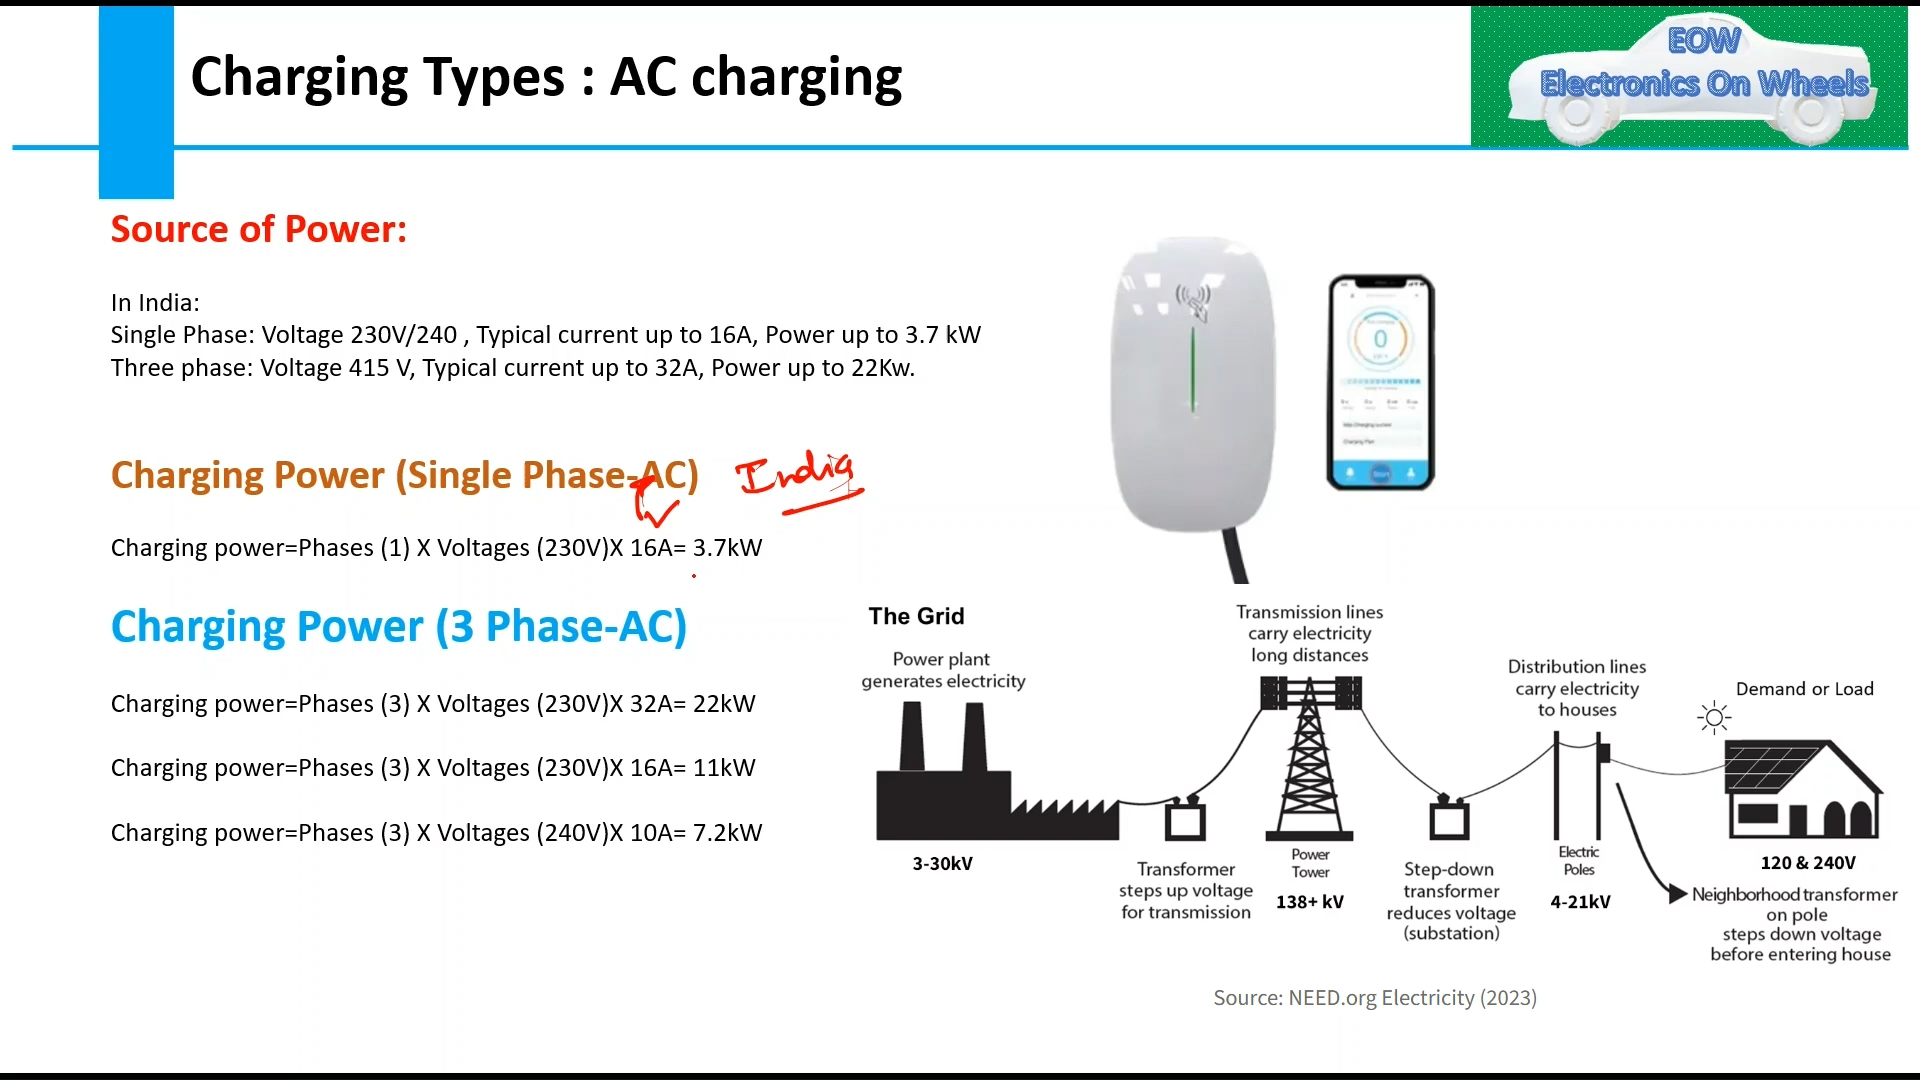 Charging Types : AC charging
EOW
Electronics On Wheels
Source of Power:
In India:
Single Phase: Voltage 230V/240 , Typical current up to 16A, Power up to 3.7 kW
Three phase: Voltage 415 V, Typical current up to 32A, Power up to 22Kw.
Charging Power (Single Phase-AC)
India
Charging power=Phases (1) X Voltages (230V)X 16A= 3.7kW
Charging Power (3 Phase-AC)
Charging power=Phases (3) X Voltages (230V)X 32A= 22kW
Charging power=Phases (3) X Voltages (230V)X 16A= 11kW
Charging power=Phases (3) X Voltages (240V)X 10A= 7.2kW
0
Start
The Grid
Power plant
generates electricity
3-30kV
Transformer
steps up voltage
for transmission
Transmission lines
carry electricity
long distances
Power
Tower
138+ kV
Step-down
transformer
reduces voltage
(substation)
Distribution lines
carry electricity
to houses
Electric
Poles
4-21kV
Demand or Load
120 & 240V
Neighborhood transformer
on pole
steps down voltage
before entering house
Source: NEED.org Electricity (2023)